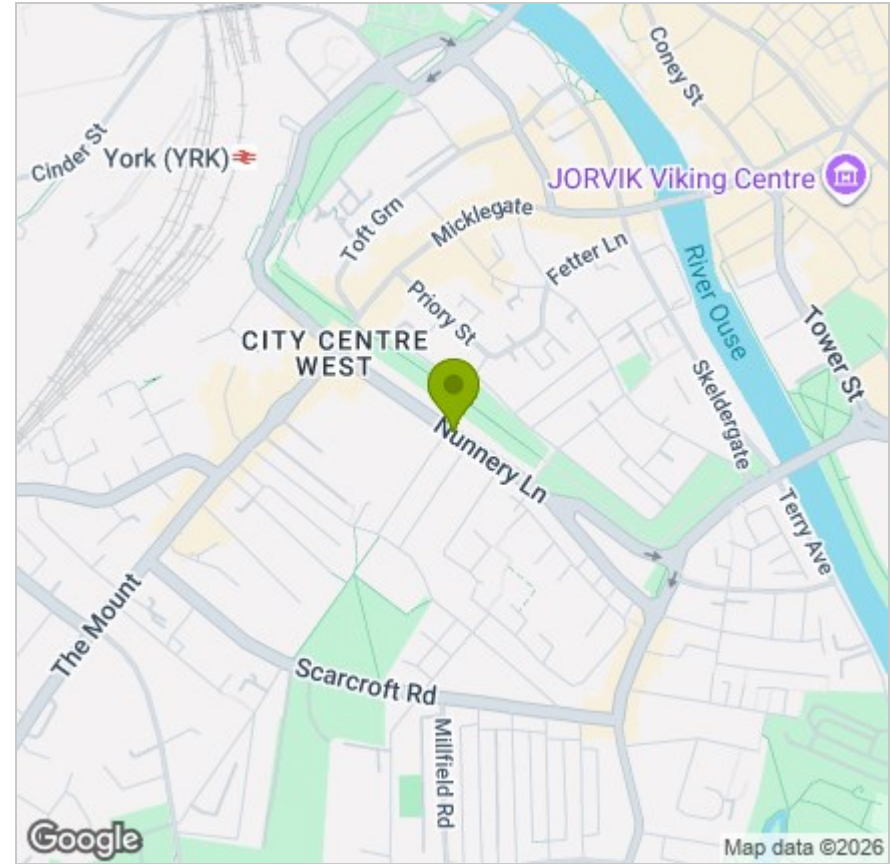 Coney St
Cinder St
York (YRK)
JORVIK Viking Centre
Toft Grn
Micklegate
Fetter Ln
River Ouse
Priory St
Tower St
CITY CENTRE
WEST
Skeldergate
Nunnery Ln
Terry Ave
The Mount
Scarcroft Rd
Millfield Rd
Google
Map data ©2026